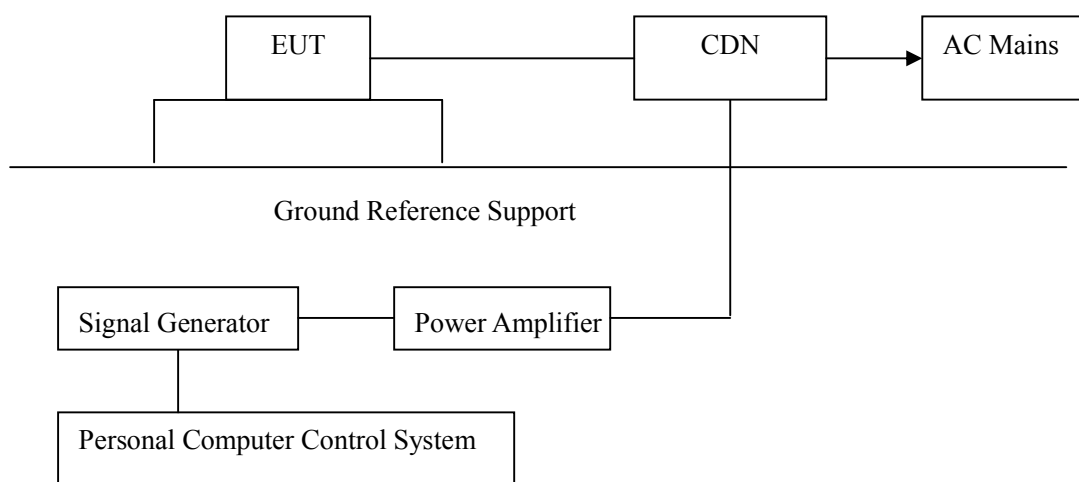 EUT
CDN
AC Mains
Ground Reference Support
Signal Generator
Power Amplifier
Personal Computer Control System